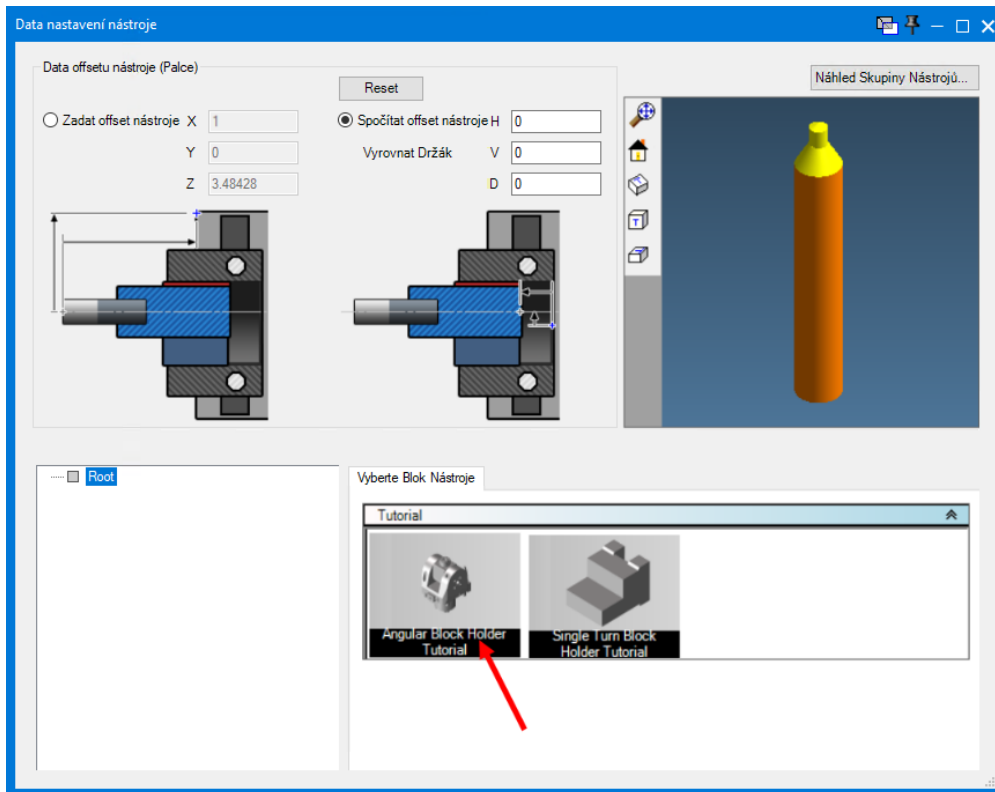 Data nastavení nástroje
Data offsetu nástroje (Palce)
Reset
Náhled Skupiny Nástrojů...
Zadat offset nástroje X 1
Spočítat offset nástroje H 0
Y 0
Vyrovnat Držák V 0
Z 3.48428
D 0
T
Root
Vyberte Blok Nástroje
Tutorial
Angular Block Holder
Tutorial
Single Turn Block
Holder Tutorial